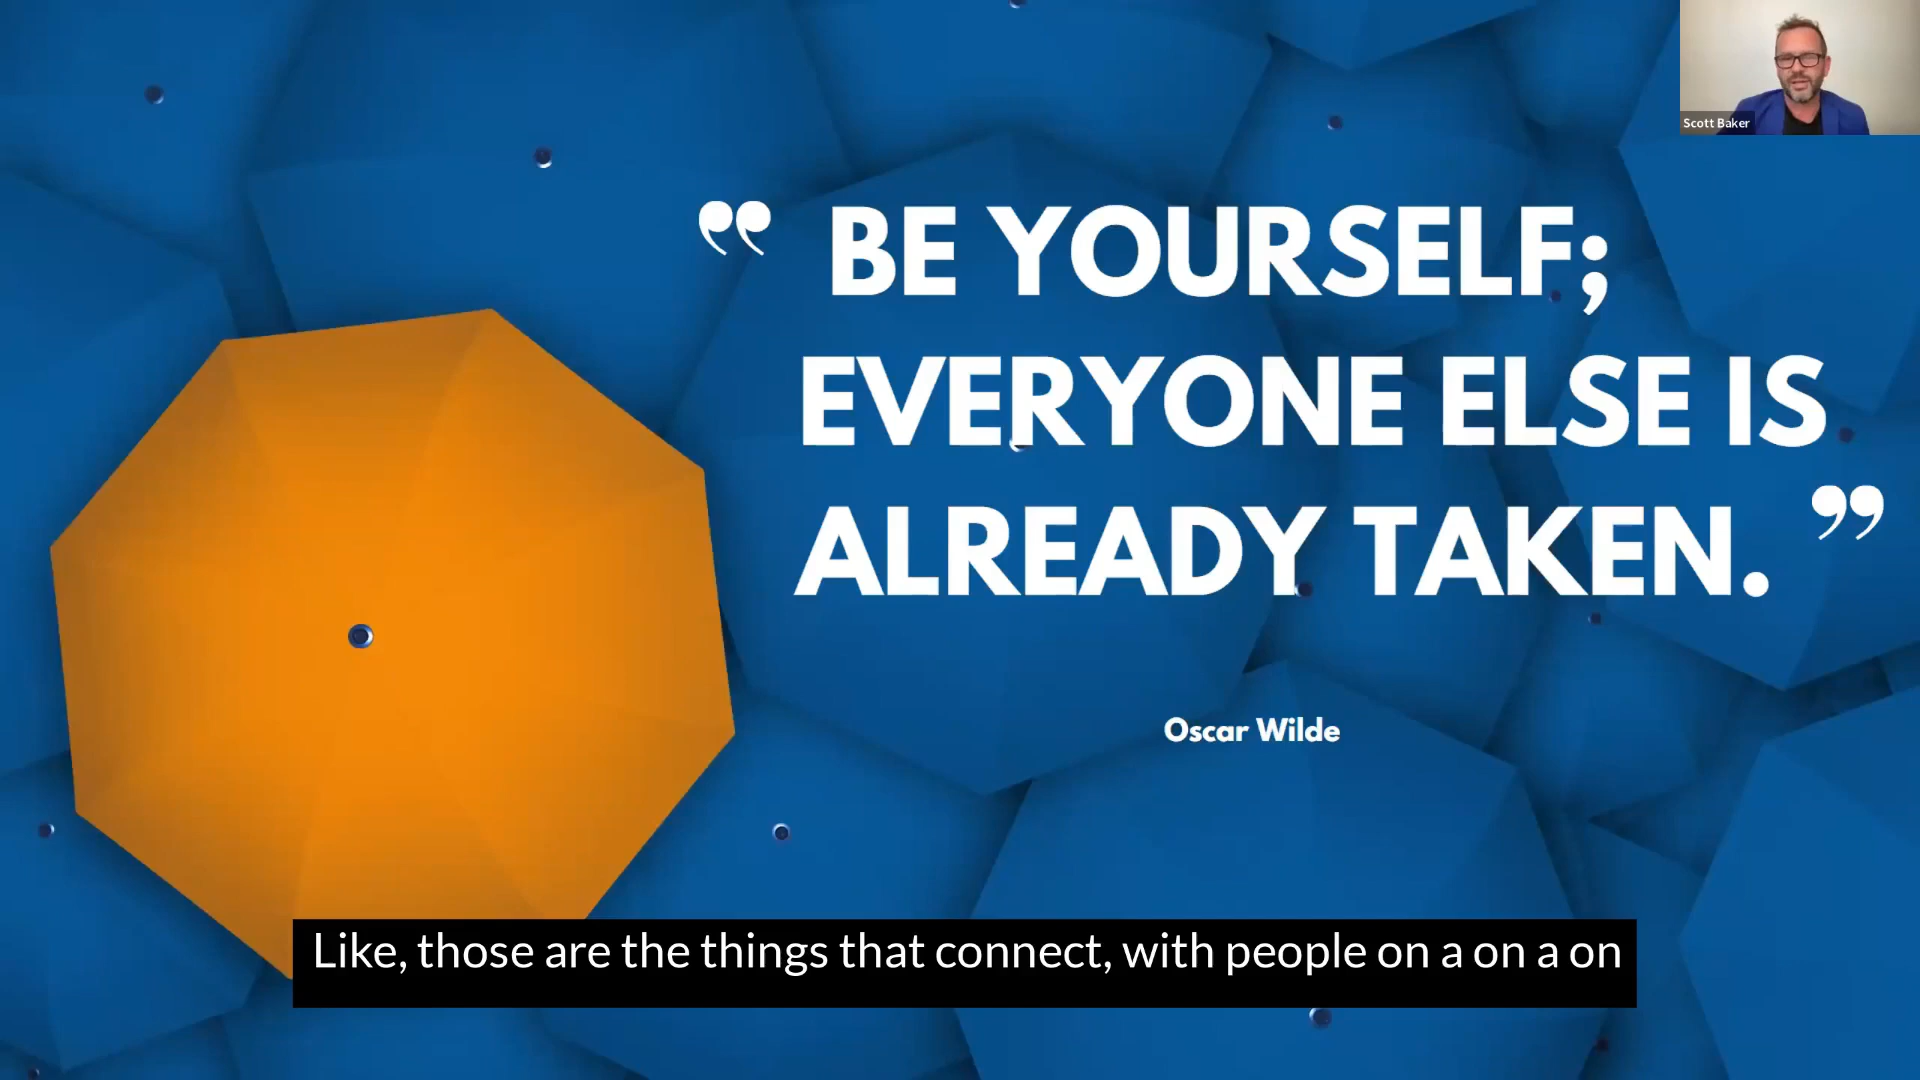 Scott Baker
” BE YOURSELF;
EVERYONE ELSE IS
ALREADY TAKEN. ”
Oscar Wilde
Like, those are the things that connect, with people on a on a on